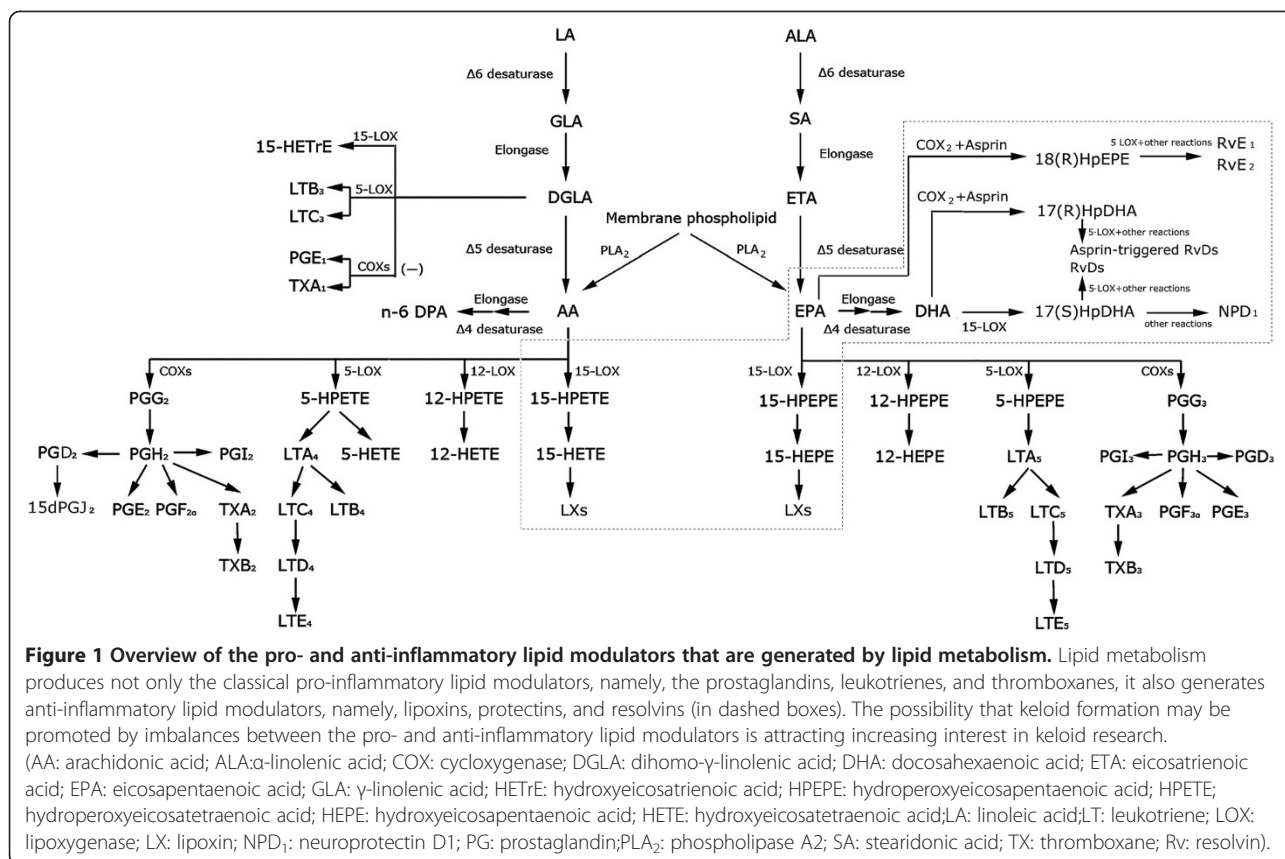 LA
ALA
Δ6 desaturase
Δ6 desaturase
GLA
SA
15-HETrE
15-LOX
Elongase
Elongase
COX₂ +Asprin
18(R)HpEPE
5 LOX+other reactions
RvE₁
RvE₂
LTB₃
LTC₃
5-LOX
DGLA
ETA
COX₂+Asprin
17(R)HpDHA
Membrane phospholipid
5-LOX+other reactions
Δ5 desaturase
PLA₂
PLA₂
Δ5 desaturase
Asprin-triggered RvDs
RvDs
PGE₁
TXA₁
COXs
(—)
5-LOX+other reactions
n-6 DPA
Elongase
Δ4 desaturase
AA
EPA
Elongase
Δ4 desaturase
DHA
15-LOX
17(S)HpDHA
other reactions
NPD₁
COXs
5-LOX
12-LOX
15-LOX
15-LOX
12-LOX
5-LOX
COXs
PGG₂
5-HPETE
12-HPETE
15-HPETE
15-HPEPE
12-HPEPE
5-HPEPE
PGG₃
PGD₂
PGH₂
PGI₂
LTA₄
5-HETE
12-HETE
15-HETE
15-HEPE
12-HEPE
LTA₅
PGI₃
PGH₃
PGD₃
15dPGJ₂
PGE₂
PGF₂α
TXA₂
LTC₄
LTB₄
LXs
LXs
LTB₅
LTC₅
TXA₃
PGF₃α
PGE₃
TXB₂
LTD₄
LTD₅
TXB₃
LTE₄
LTE₅
Figure 1 Overview of the pro- and anti-inflammatory lipid modulators that are generated by lipid metabolism. Lipid metabolism
produces not only the classical pro-inflammatory lipid modulators, namely, the prostaglandins, leukotrienes, and thromboxanes, it also generates
anti-inflammatory lipid modulators, namely, lipoxins, protectins, and resolvins (in dashed boxes). The possibility that keloid formation may be
promoted by imbalances between the pro- and anti-inflammatory lipid modulators is attracting increasing interest in keloid research.
(AA: arachidonic acid; ALA:α-linolenic acid; COX: cycloxygenase; DGLA: dihomo-γ-linolenic acid; DHA: docosahexaenoic acid; ETA: eicosatrienoic
acid; EPA: eicosapentaenoic acid; GLA: γ-linolenic acid; HETrE: hydroxyeicosatrienoic acid; HPEPE: hydroperoxyeicosapentaenoic acid; HPETE;
hydroperoxyeicosatetraenoic acid; HEPE: hydroxyeicosapentaenoic acid; HETE: hydroxyeicosatetraenoic acid;LA: linoleic acid;LT: leukotriene; LOX:
lipoxygenase; LX: lipoxin; NPD₁: neuroprotectin D1; PG: prostaglandin;PLA₂: phospholipase A2; SA: stearidonic acid; TX: thromboxane; Rv: resolvin).